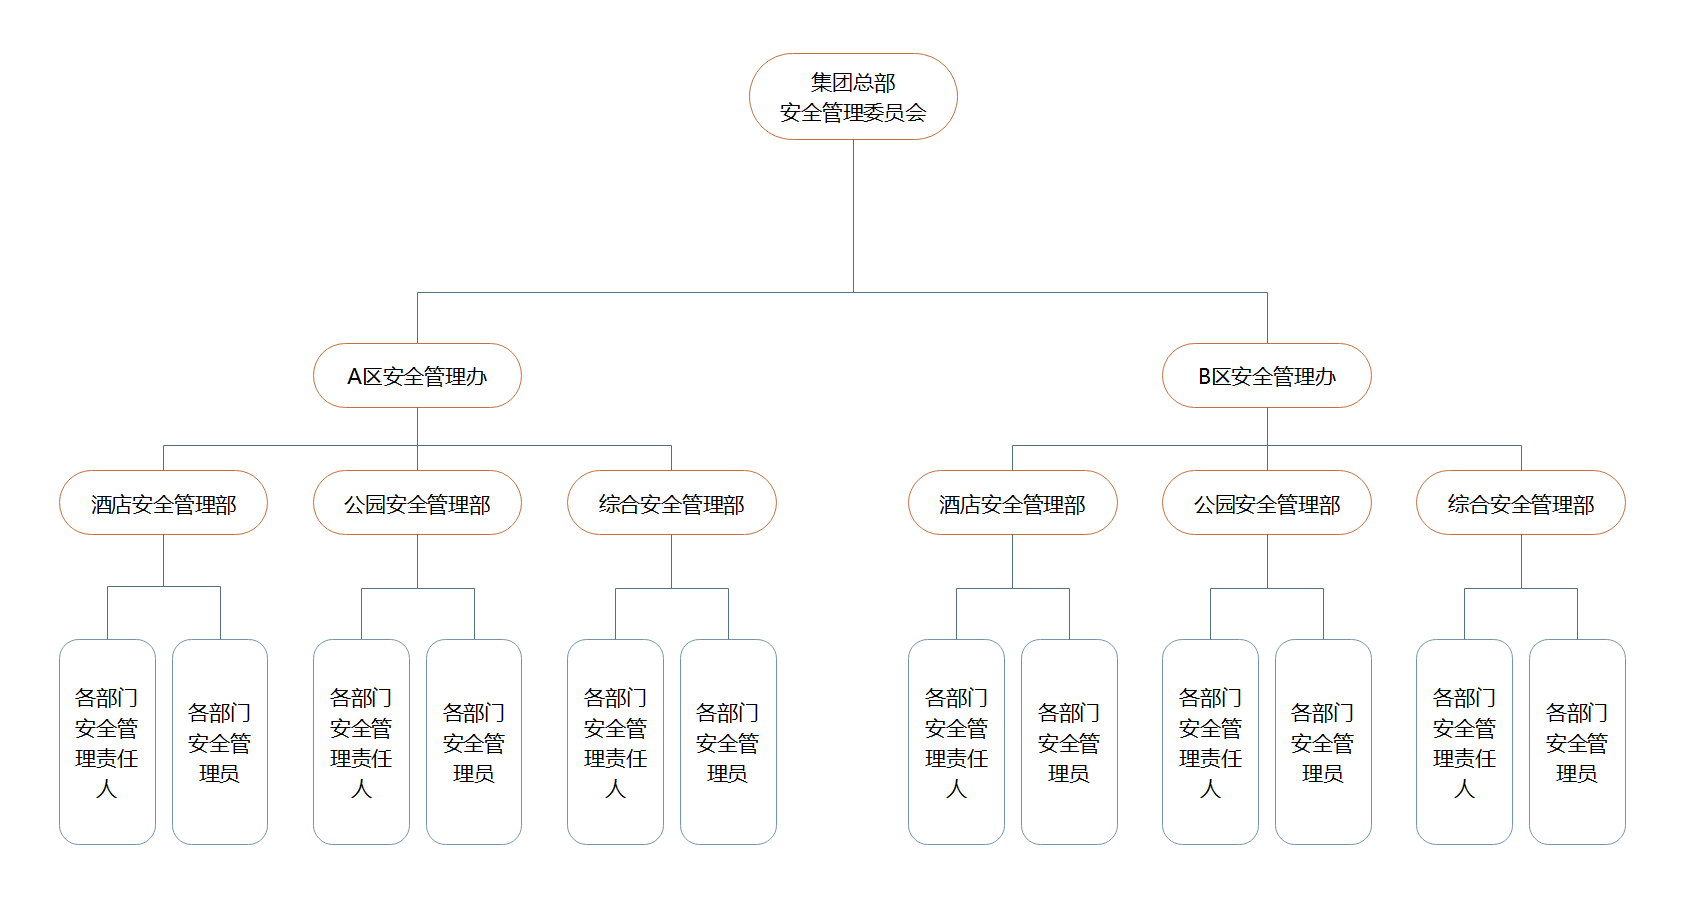 集团总部
安全管理委员会
A区安全管理办
B区安全管理办
酒店安全管理部
公园安全管理部
综合安全管理部
酒店安全管理部
公园安全管理部
综合安全管理部
各部门
安全管
理责任
人
各部门
安全管
理员
各部门
安全管
理责任
人
各部门
安全管
理员
各部门
安全管
理责任
人
各部门
安全管
理员
各部门
安全管
理责任
人
各部门
安全管
理员
各部门
安全管
理责任
人
各部门
安全管
理员
各部门
安全管
理责任
人
各部门
安全管
理员